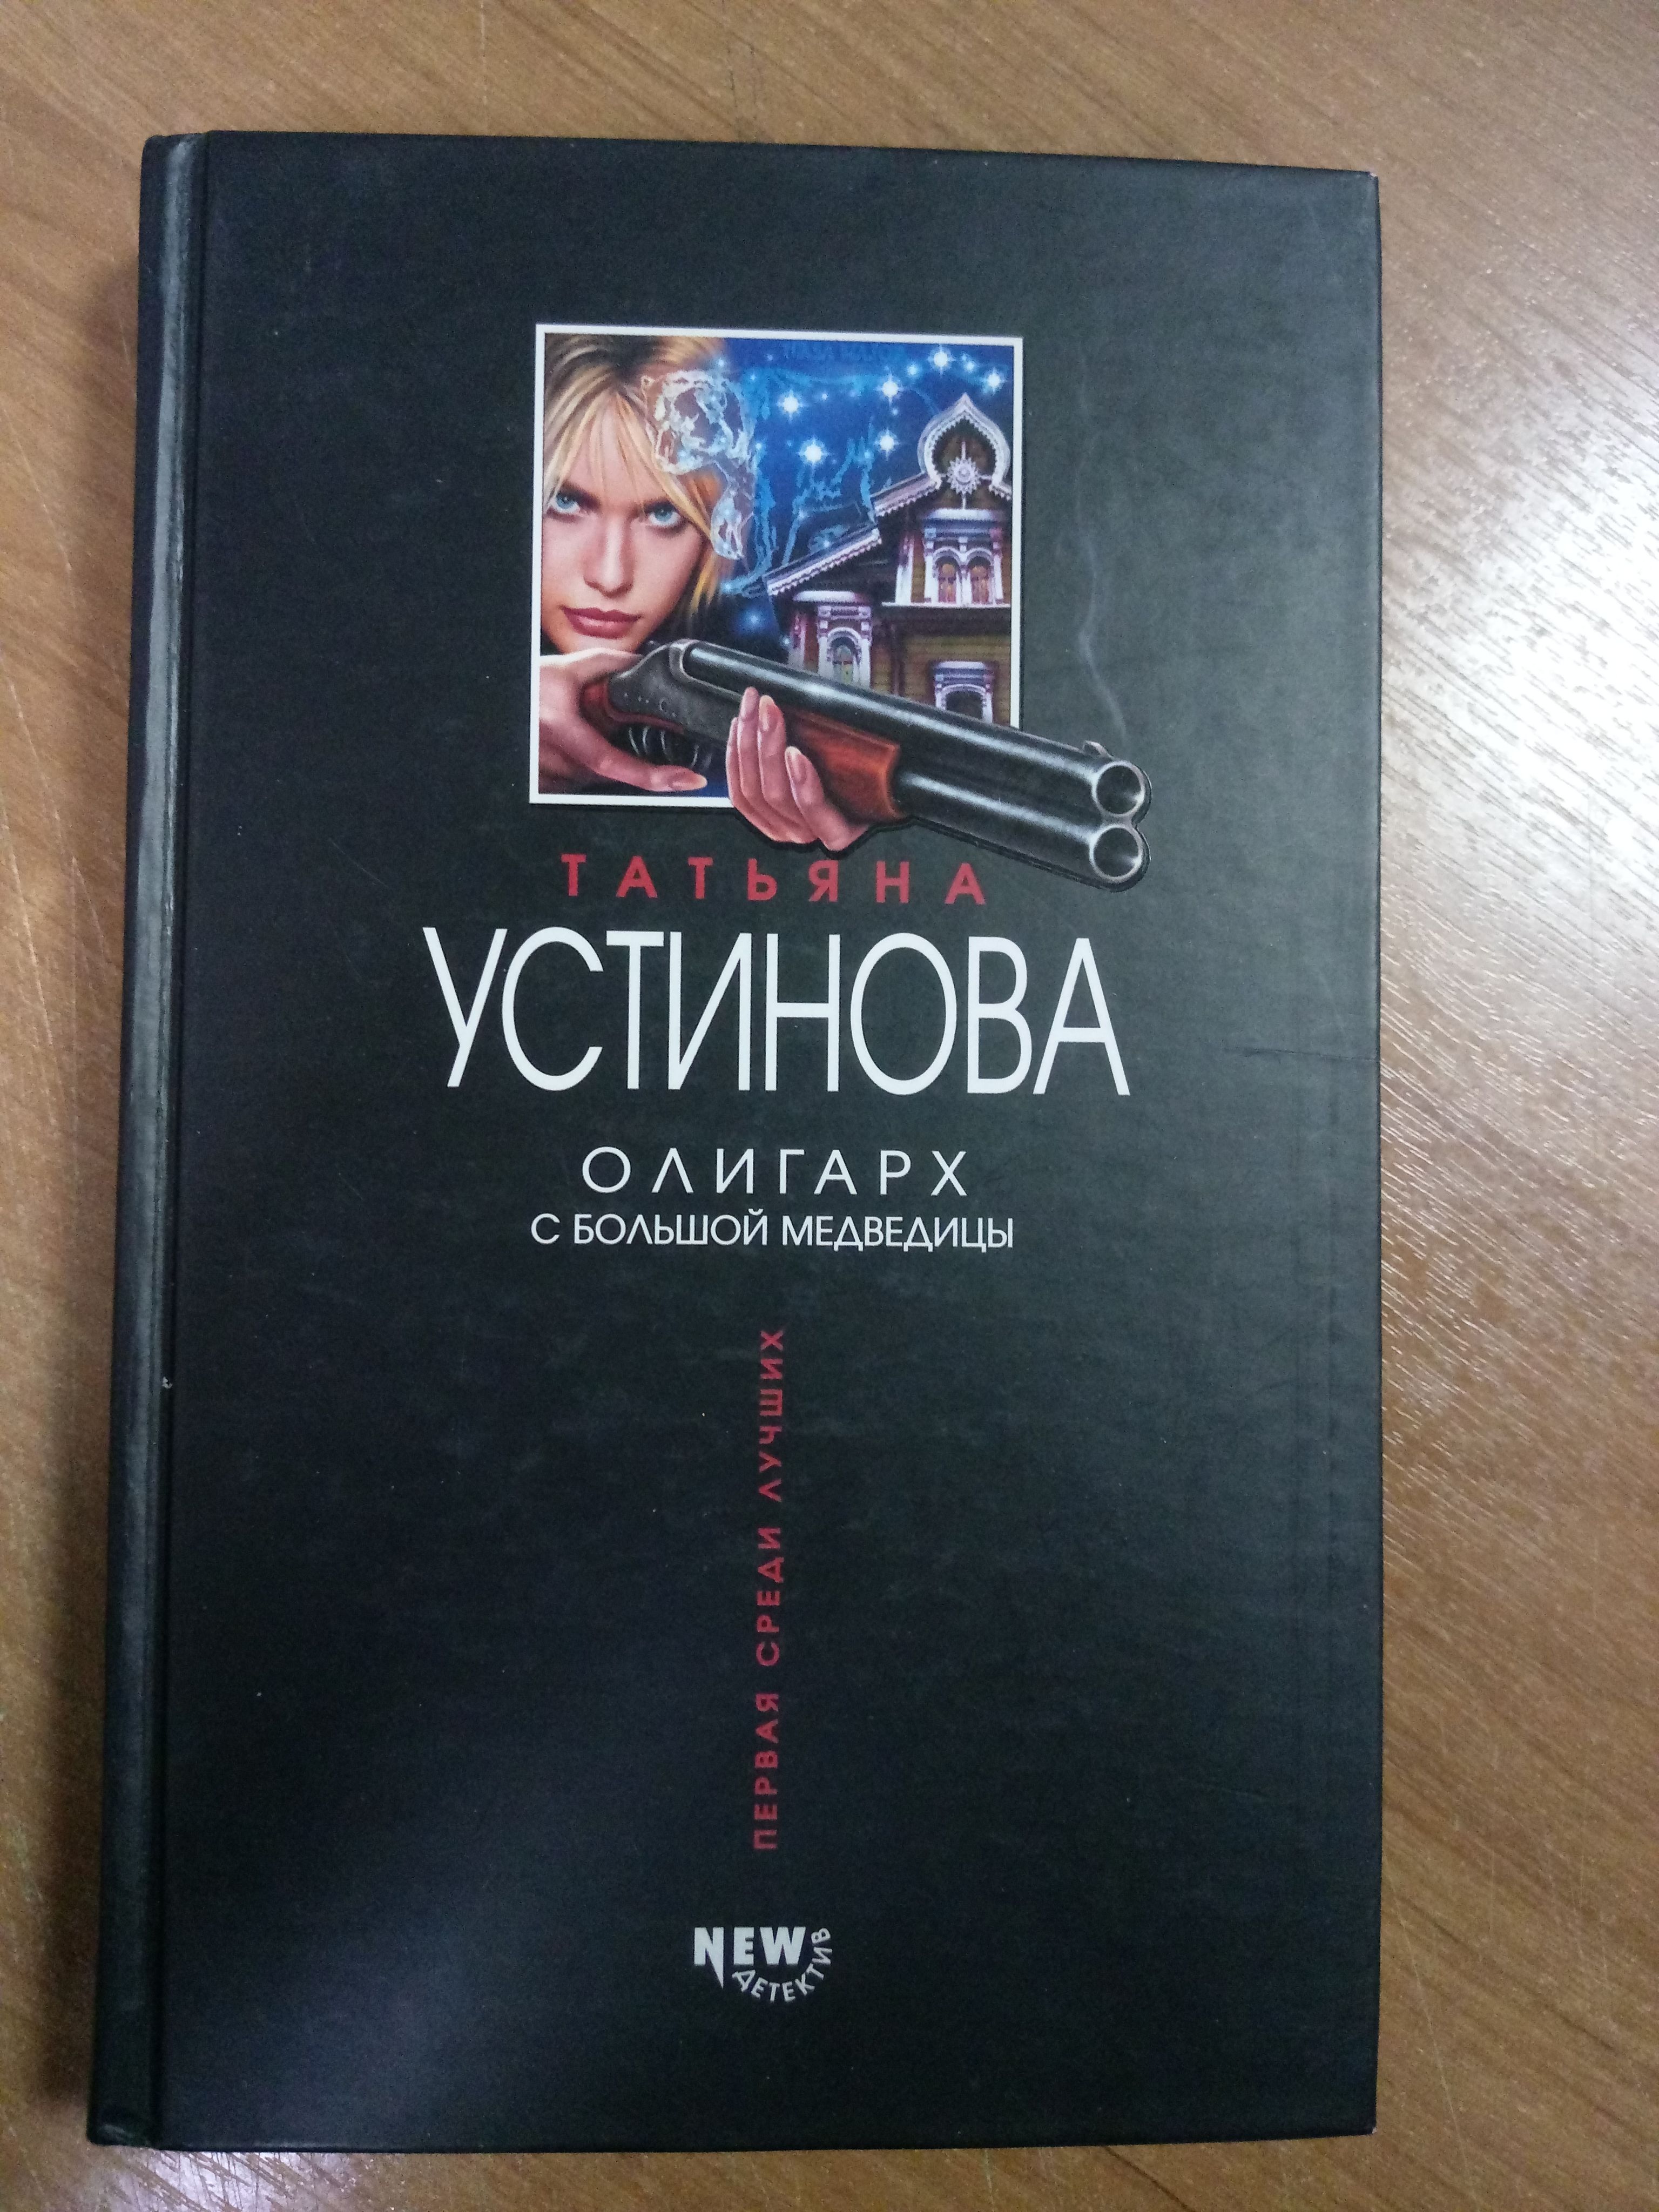 ТАТЬЯНА
УСТИНОВА
ОЛИГАРХ
С БОЛЬШОЙ МЕДВЕДИЦЫ
ПЕРВАЯ СРЕДИ ЛУЧШИХ
NEW
ДЕТЕКТИВ